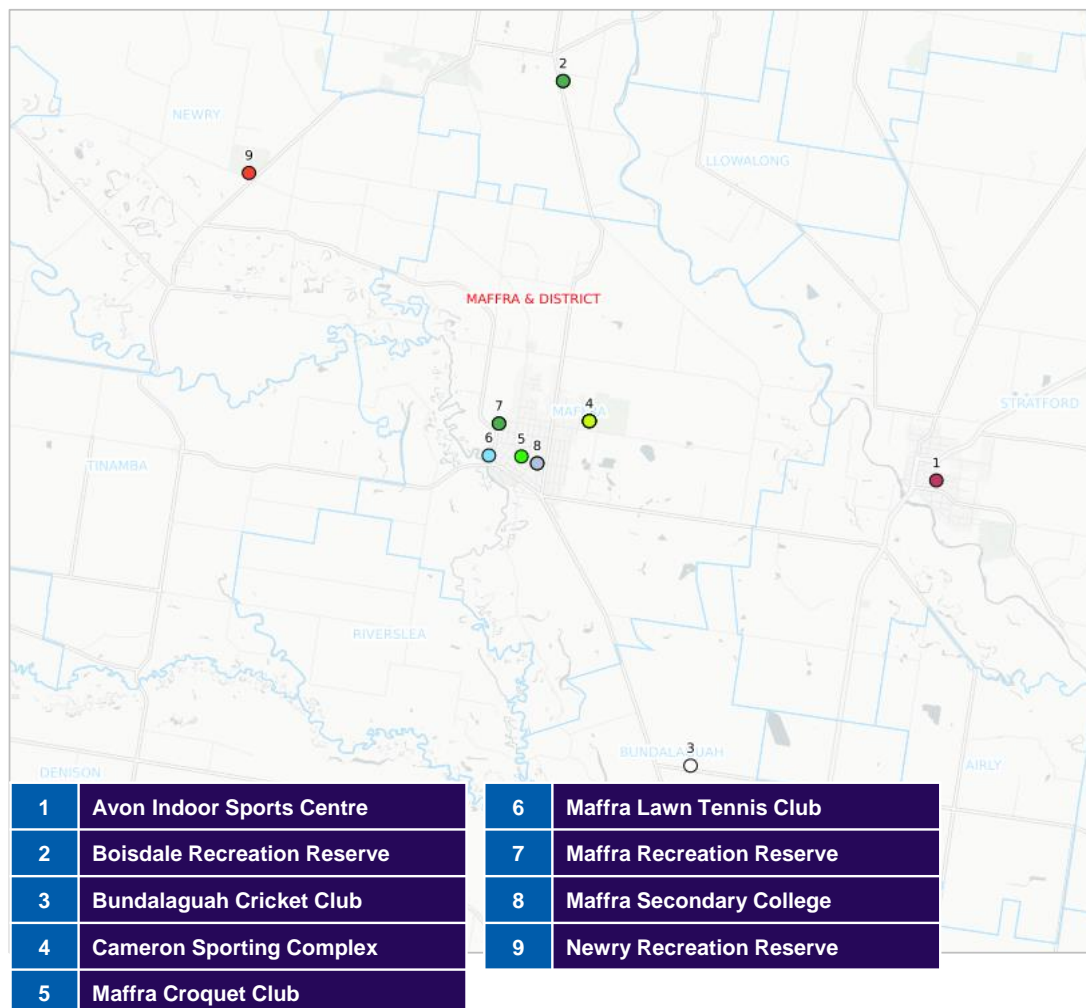 2
NEWRY
LLOWALONG
9
MAFFRA & DISTRICT
7
MAFFRA
4
STRATFORD
6
5
8
TINAMBA
1
RIVERSLEA
3
BUNDALAGUAH
DENISON
AIRLY
1 Avon Indoor Sports Centre
2 Boisdale Recreation Reserve
3 Bundalaguah Cricket Club
4 Cameron Sporting Complex
5 Maffra Croquet Club
6 Maffra Lawn Tennis Club
7 Maffra Recreation Reserve
8 Maffra Secondary College
9 Newry Recreation Reserve